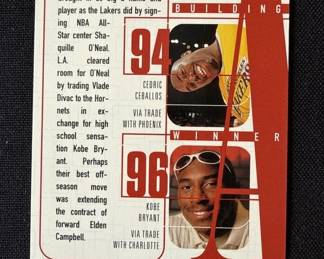 player as the Lakers did by sign-
ing NBA All-
Star center Sha-
quille O'Neal.
L.A. cleared
room for O'Neal
by trading Vlade
Divac to the Hor-
nets in ex-
change for high
school sensa-
tion Kobe Bry-
ant. Perhaps
their best off-
season move
was extending
the contract of
forward Elden
Campbell.
BUILDING
94
CEDRIC
CEBALLOS
VIA TRADE
WITH PHOENIX
A
WINNER
96
KOBE
BRYANT
VIA TRADE
WITH CHARLOTTE